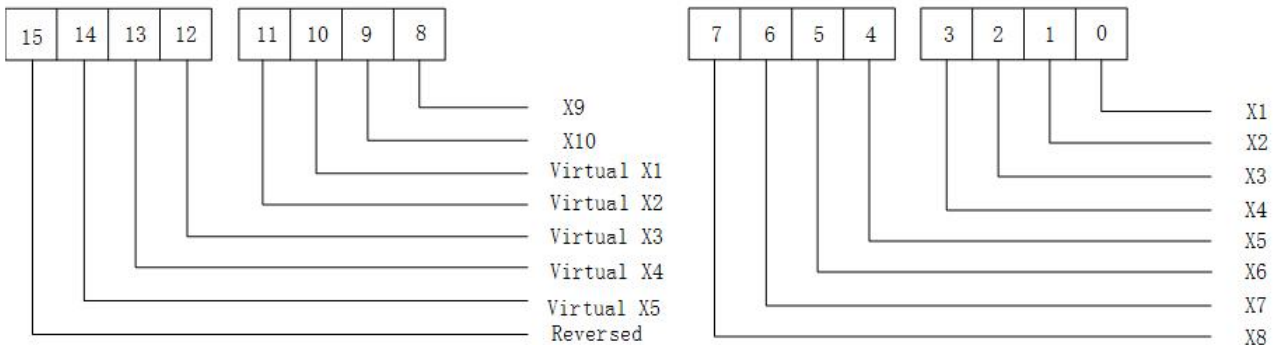 15 14 13 12 11 10 9 8 7 6 5 4 3 2 1 0
X9
X10
Virtual X1
Virtual X2
Virtual X3
Virtual X4
Virtual X5
Reversed
X1
X2
X3
X4
X5
X6
X7
X8